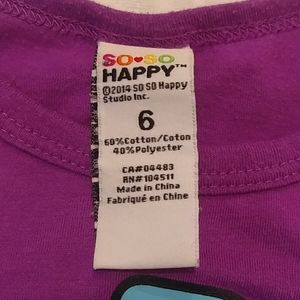 SO♥SO
HAPPY™
©2014 SO SO Happy
Studio Inc.
6
60%Cotton/Coton
40%Polyester
CA#04483
RN#104511
Made in China
Fabriqué en Chine